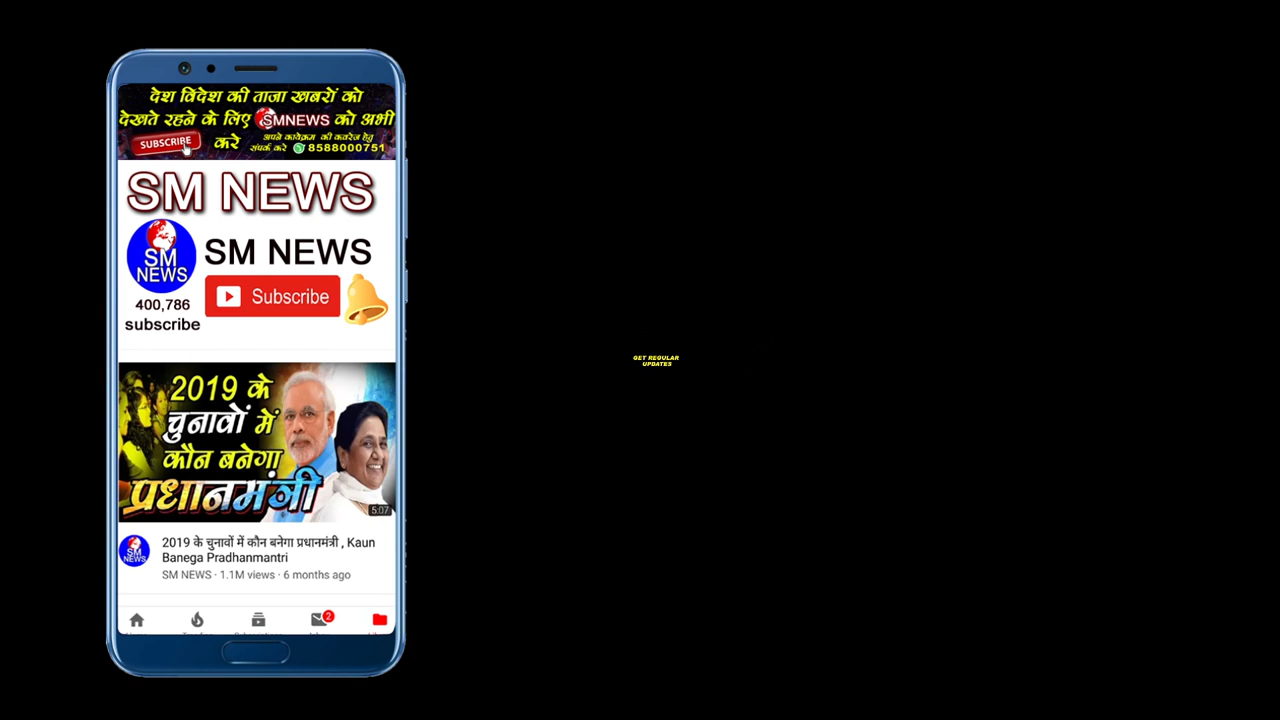 देश विदेश की ताजा खबरों को
देखते रहने के लिए SMNEWS को अभी
SUBSCRIBE करे
अपने कार्यक्रम की कवरेज हेतु
संपर्क करे 8588000751
SM NEWS
SM
NEWS
SM NEWS
Subscribe
400,786
subscribe
2019 के
चुनावों में
कौन बनेगा
प्रधानमंत्री
5:07
SM
NEWS
2019 के चुनावों में कौन बनेगा प्रधानमंत्री , Kaun
Banega Pradhanmantri
SM NEWS · 1.1M views · 6 months ago
2
GET REGULAR
UPDATES